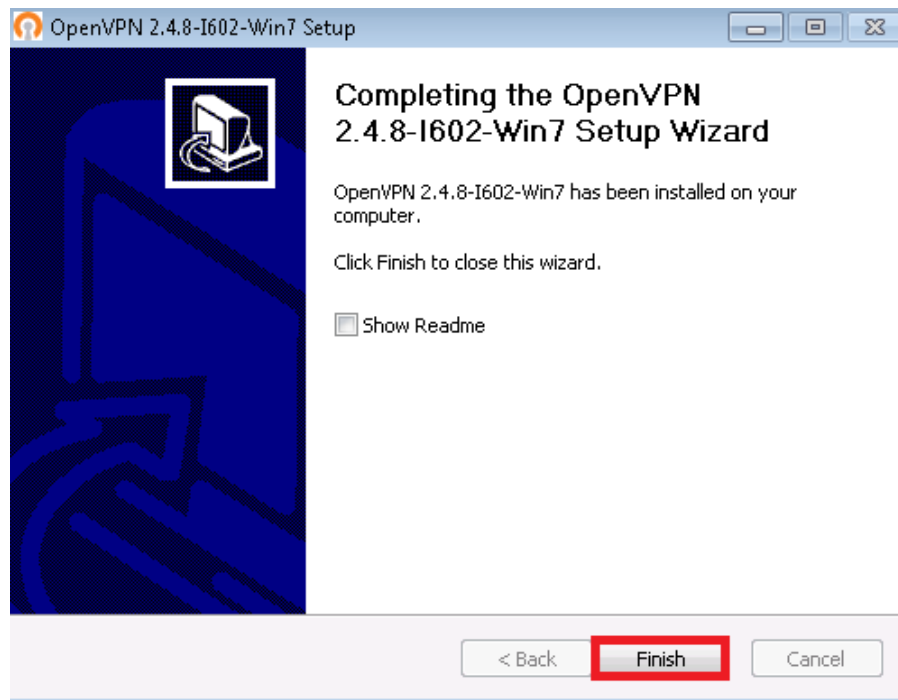 OpenVPN 2.4.8-I602-Win7 Setup
Completing the OpenVPN
2.4.8-I602-Win7 Setup Wizard
OpenVPN 2.4.8-I602-Win7 has been installed on your
computer.
Click Finish to close this wizard.
Show Readme
< Back
Finish
Cancel